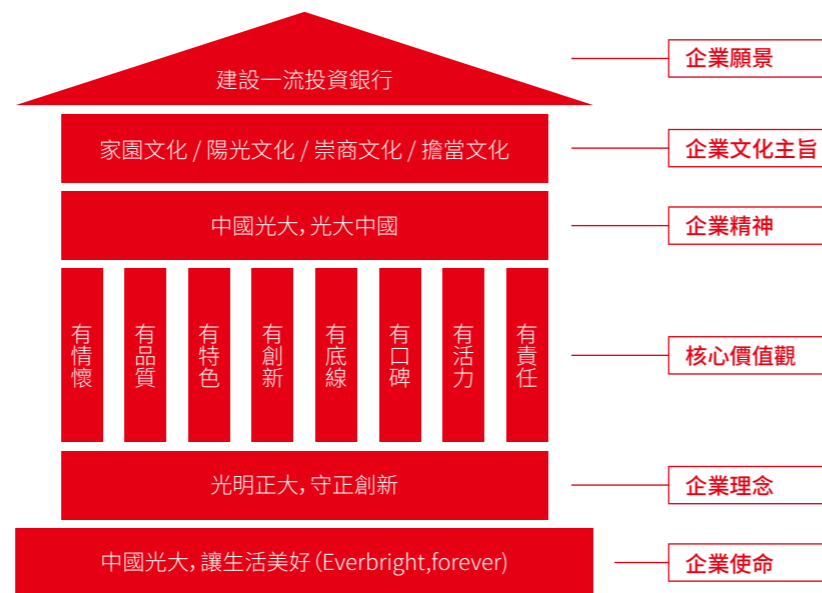 建設一流投資銀行
企業願景
家園文化 / 陽光文化 / 崇商文化 / 擔當文化
企業文化主旨
中國光大，光大中國
企業精神
有情懷
有品質
有特色
有創新
有底線
有口碑
有活力
有責任
核心價值觀
光明正大，守正創新
企業理念
中國光大，讓生活美好（Everbright,forever）
企業使命